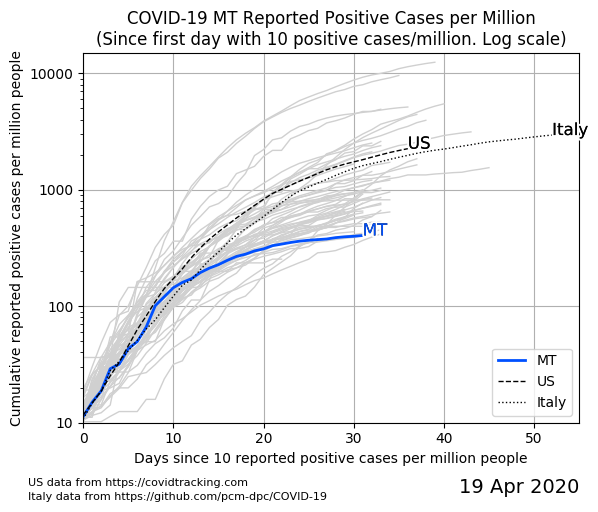 COVID-19 MT Reported Positive Cases per Million
(Since first day with 10 positive cases/million. Log scale)
Cumulative reported positive cases per million people
10000
1000
100
10
Italy
US
MT
MT
US
Italy
0 10 20 30 40 50
Days since 10 reported positive cases per million people
US data from https://covidtracking.com
Italy data from https://github.com/pcm-dpc/COVID-19
19 Apr 2020